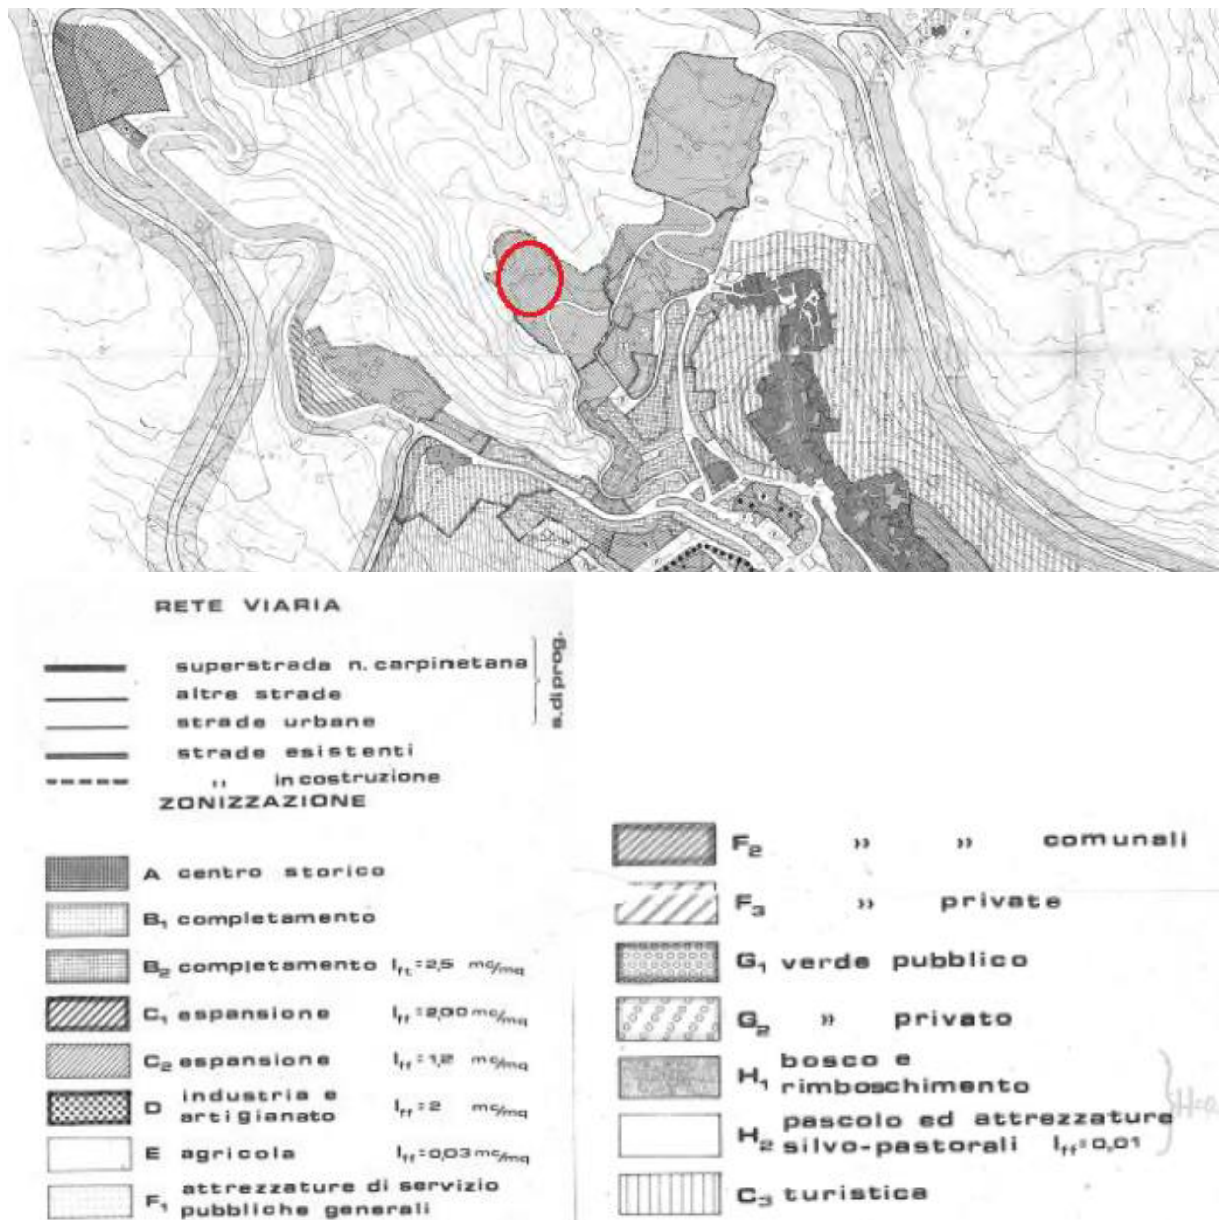 RETE VIARIA
superstrada n. carpinetana
altre strade
strade urbane
s. di prog.
strade esistenti
" in costruzione
ZONIZZAZIONE
A centro storico
B1 completamento
B2 completamento Iff=2,5 mc/mq
C1 espansione Iff=2,00 mc/mq
C2 espansione Iff=1,2 mc/mq
D industria e
artigianato Iff=2 mc/mq
E agricola Iff=0,03 mc/mq
F1 attrezzature di servizio
pubbliche generali
F2 " " comunali
F3 " private
G1 verde pubblico
G2 " privato
H1 bosco e
rimboschimento
H2 pascolo ed attrezzature
silvo-pastorali Iff=0,01
C3 turistica